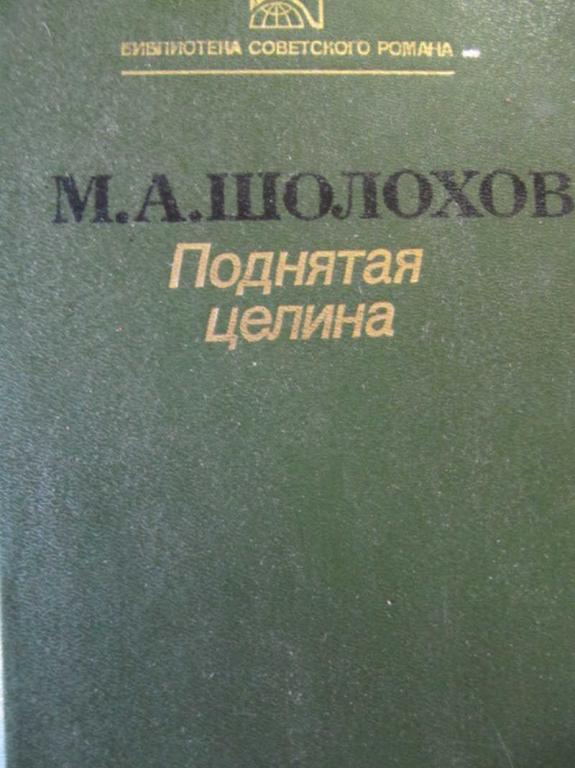 БИБЛИОТЕКА СОВЕТСКОГО РОМАНА
М.А.ШОЛОХОВ
Поднятая
целина